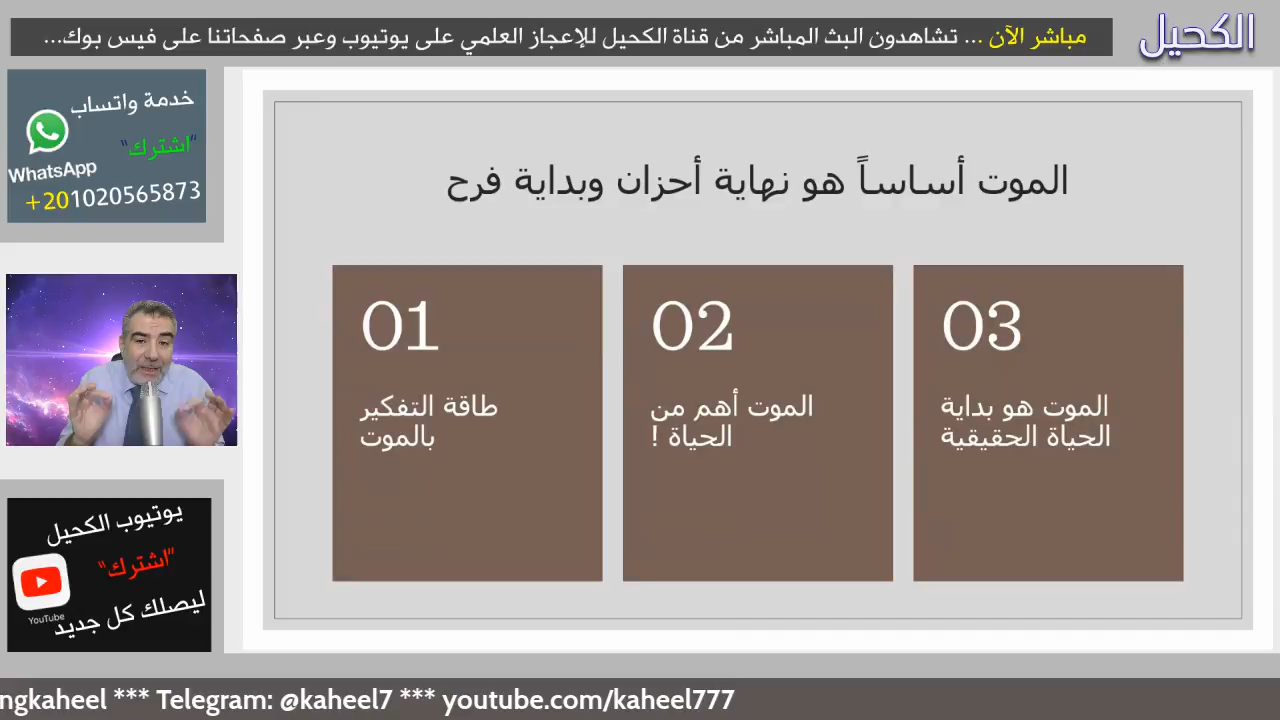 الكحيل
مباشر الآن ... تشاهدون البث المباشر من قناة الكحيل للإعجاز العلمي على يوتيوب وعبر صفحاتنا على فيس بوك...
خدمة واتساب
"اشترك"
WhatsApp
+201020565873
الموت أساساً هو نهاية أحزان وبداية فرح
01
طاقة التفكير
بالموت
02
الموت أهم من
الحياة !
03
الموت هو بداية
الحياة الحقيقية
يوتيوب الكحيل
"اشترك"
YouTube
ليصلك كل جديد
ngkaheel *** Telegram: @kaheel7 *** youtube.com/kaheel777